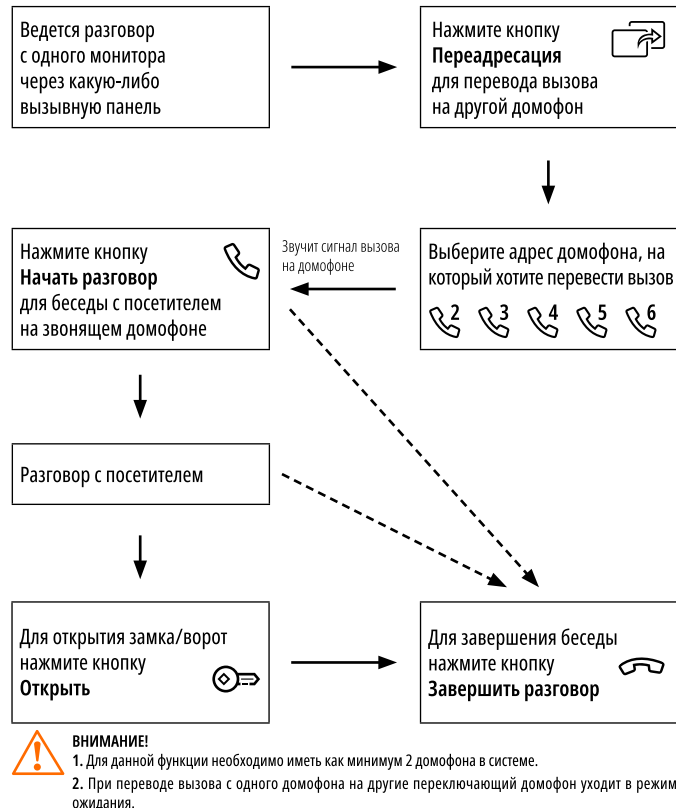 Ведется разговор
с одного монитора
через какую-либо
вызывную панель
Нажмите кнопку
Переадресация
для перевода вызова
на другой домофон
Выберите адрес домофона, на
который хотите перевести вызов
2 3 4 5 6
Звучит сигнал вызова
на домофоне
Нажмите кнопку
Начать разговор
для беседы с посетителем
на звонящем домофоне
Разговор с посетителем
Для открытия замка/ворот
нажмите кнопку
Открыть
Для завершения беседы
нажмите кнопку
Завершить разговор
ВНИМАНИЕ!
1. Для данной функции необходимо иметь как минимум 2 домофона в системе.
2. При переводе вызова с одного домофона на другие переключающий домофон уходит в режим
ожидания.